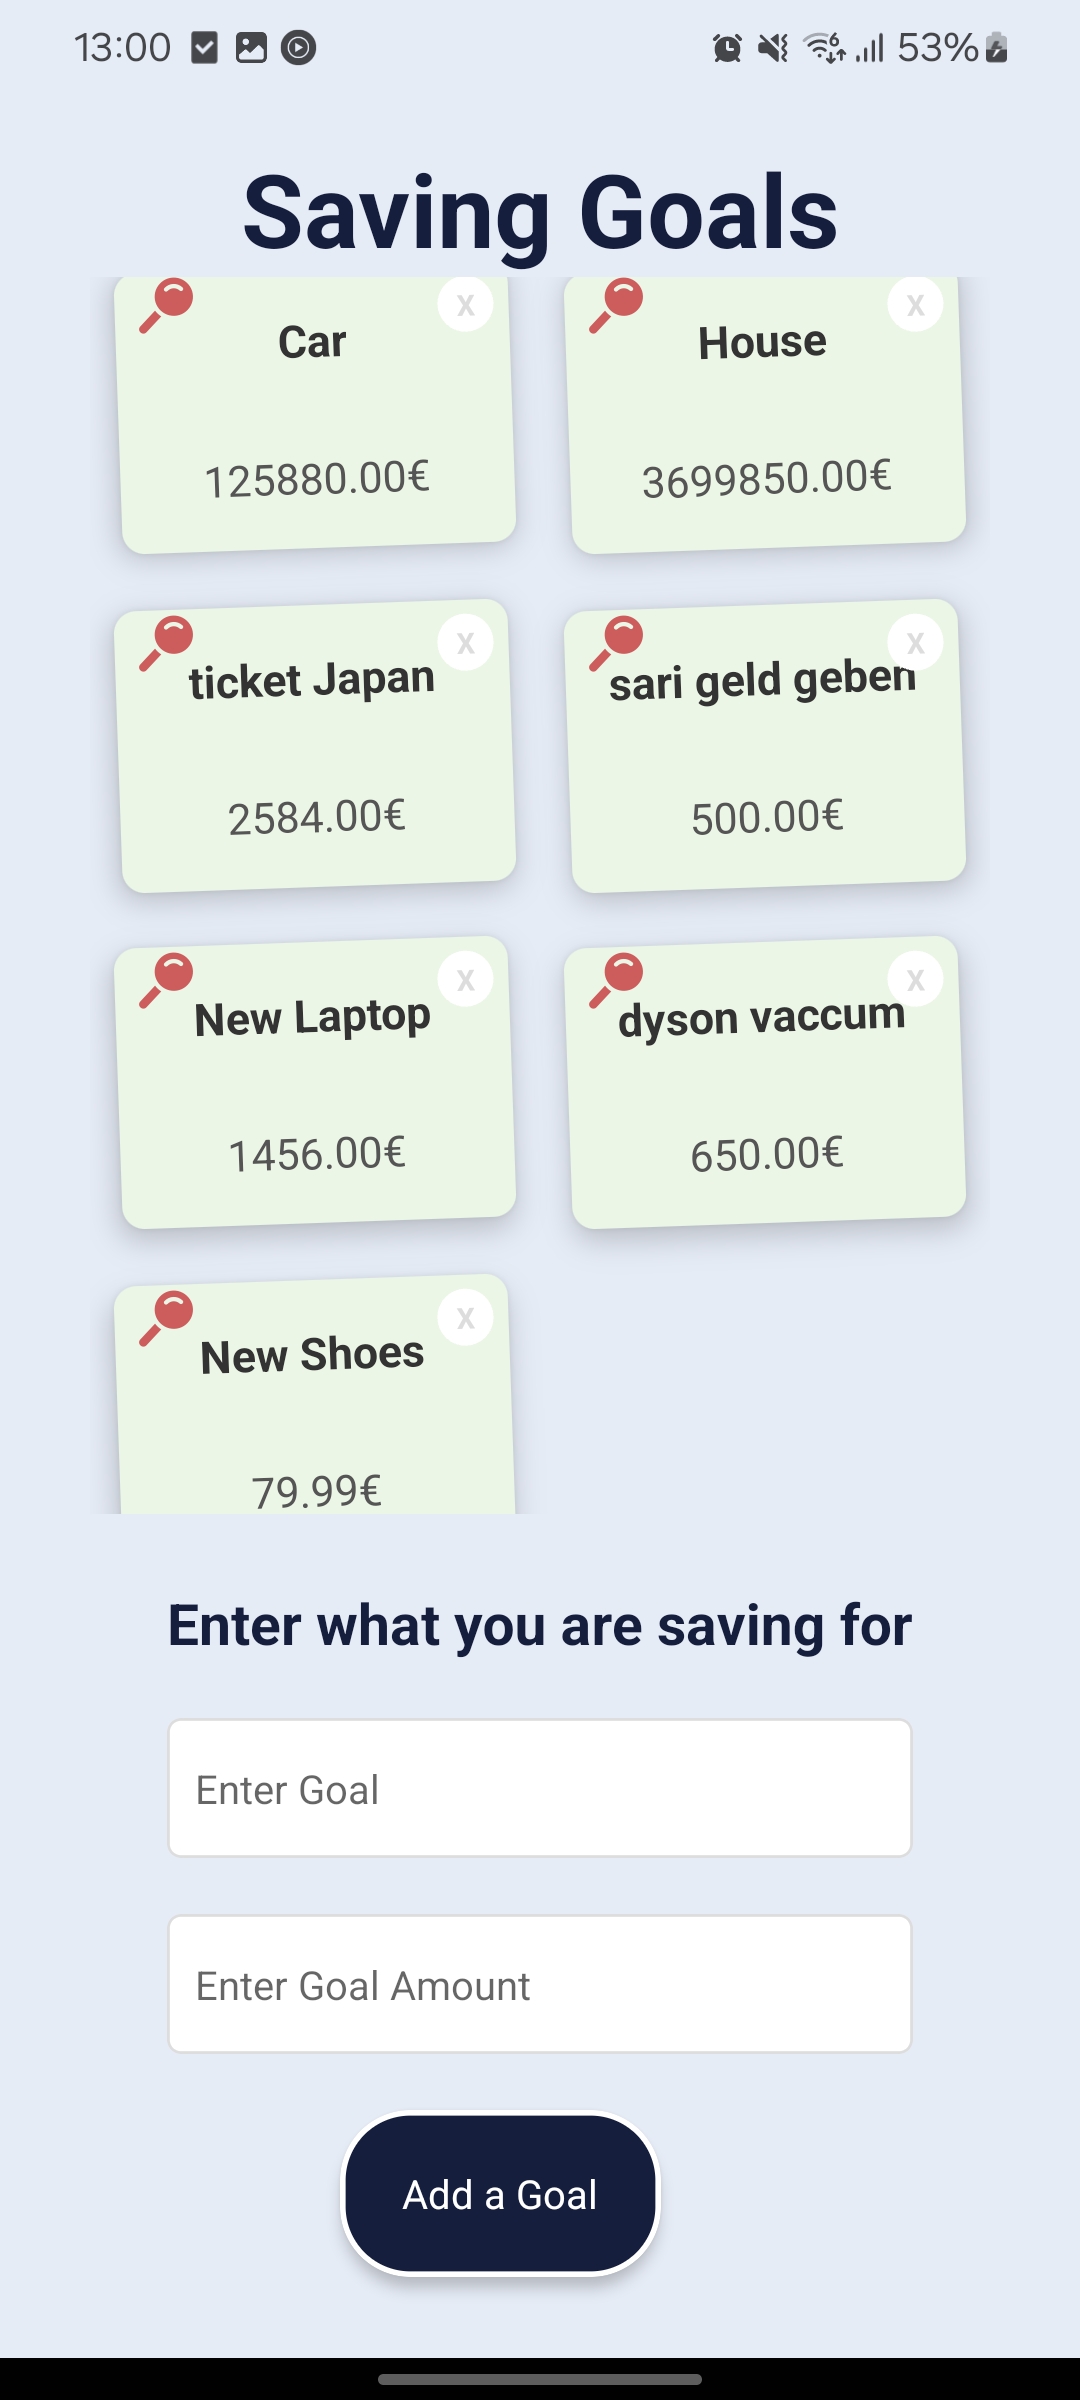 13:00 53%
Saving Goals
X X
Car House
125880.00€ 3699850.00€
X X
ticket Japan sari geld geben
2584.00€ 500.00€
X X
New Laptop dyson vaccum
1456.00€ 650.00€
X
New Shoes
79.99€
Enter what you are saving for
Enter Goal
Enter Goal Amount
Add a Goal